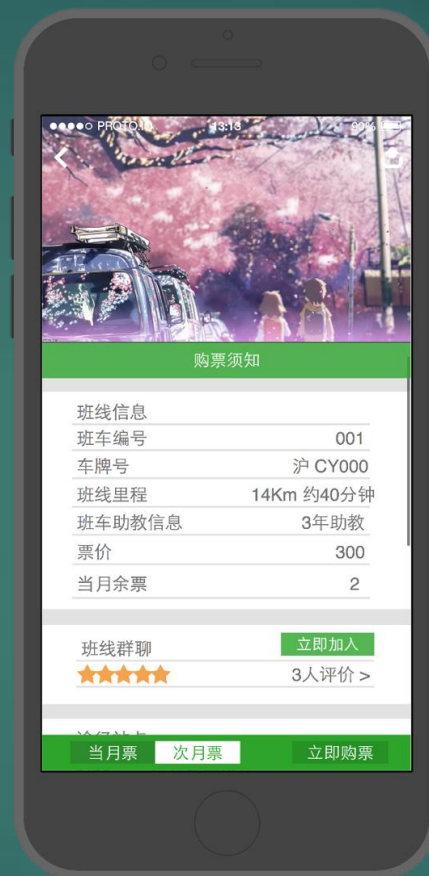 PROTO.IO 13:13 99%
购票须知
班线信息
班车编号 001
车牌号 沪 CY000
班线里程 14Km 约40分钟
班车助教信息 3年助教
票价 300
当月余票 2
班线群聊 立即加入
3人评价 >
当月票 次月票 立即购票